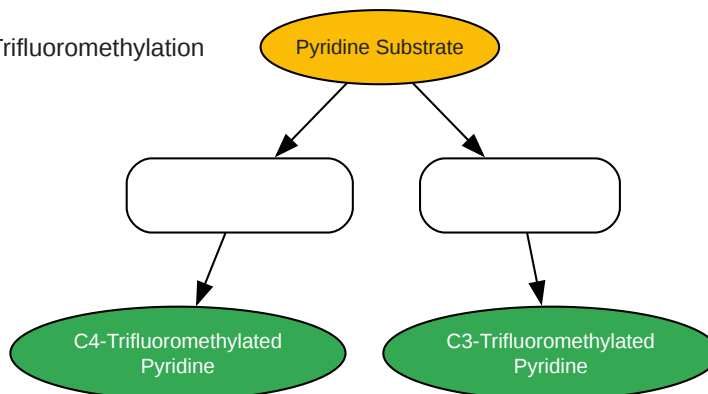 Trifluoromethylation
Pyridine Substrate
C4-Trifluoromethylated
Pyridine
C3-Trifluoromethylated
Pyridine